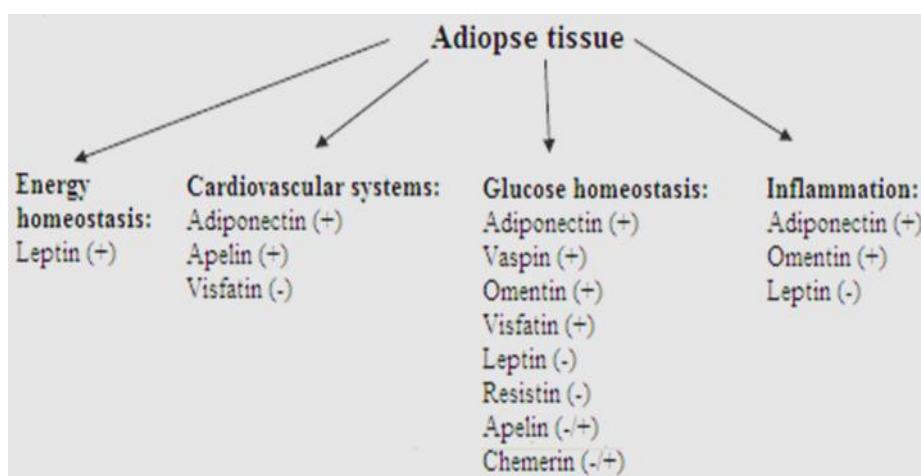 Adiopse tissue
Energy
homeostasis:
Leptin (+)
Cardiovascular systems:
Adiponectin (+)
Apelin (+)
Visfatin (-)
Glucose homeostasis:
Adiponectin (+)
Vaspin (+)
Omentin (+)
Visfatin (+)
Leptin (-)
Resistin (-)
Apelin (-/+)
Chemerin (-/+)
Inflammation:
Adiponectin (+)
Omentin (+)
Leptin (-)